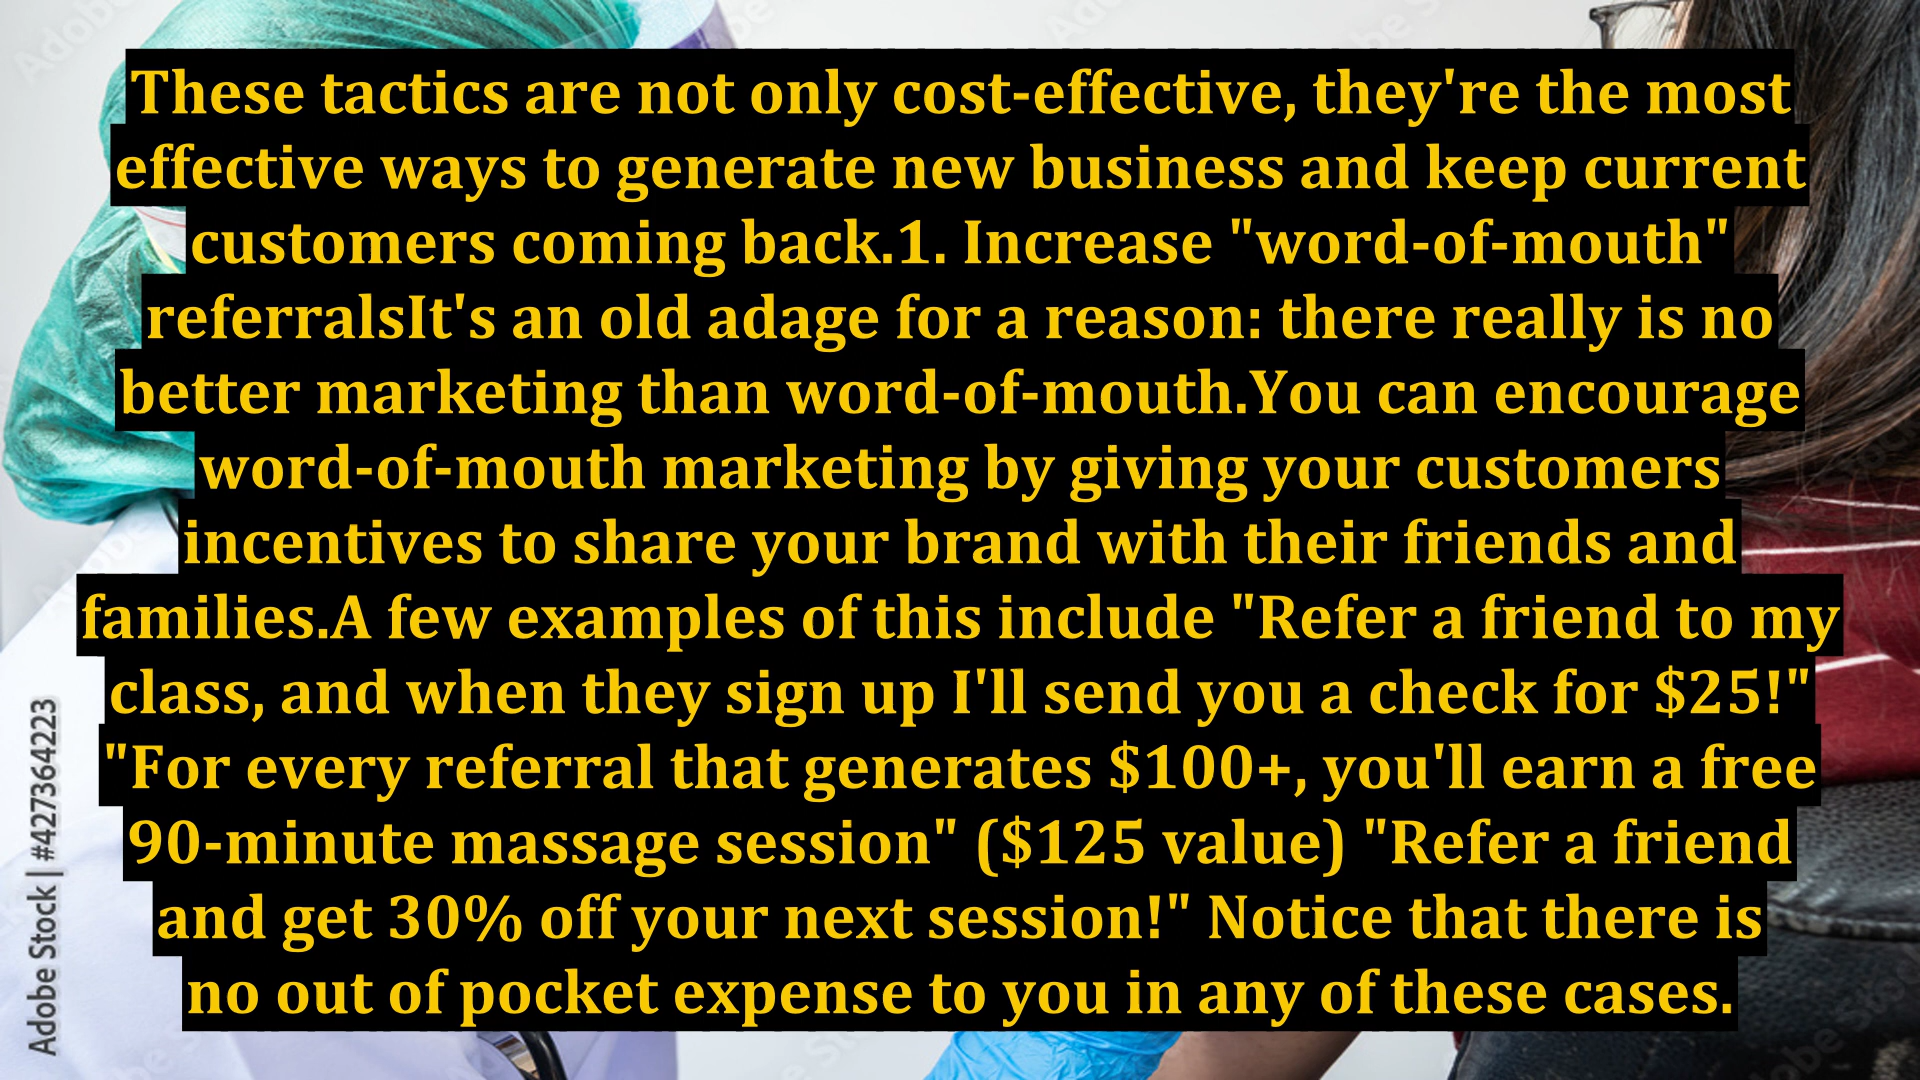 These tactics are not only cost-effective, they're the most
effective ways to generate new business and keep current
customers coming back.1. Increase "word-of-mouth"
referralsIt's an old adage for a reason: there really is no
better marketing than word-of-mouth.You can encourage
word-of-mouth marketing by giving your customers
incentives to share your brand with their friends and
families.A few examples of this include "Refer a friend to my
class, and when they sign up I'll send you a check for $25!"
"For every referral that generates $100+, you'll earn a free
90-minute massage session" ($125 value) "Refer a friend
and get 30% off your next session!" Notice that there is
no out of pocket expense to you in any of these cases.
Adobe Stock | #427364223